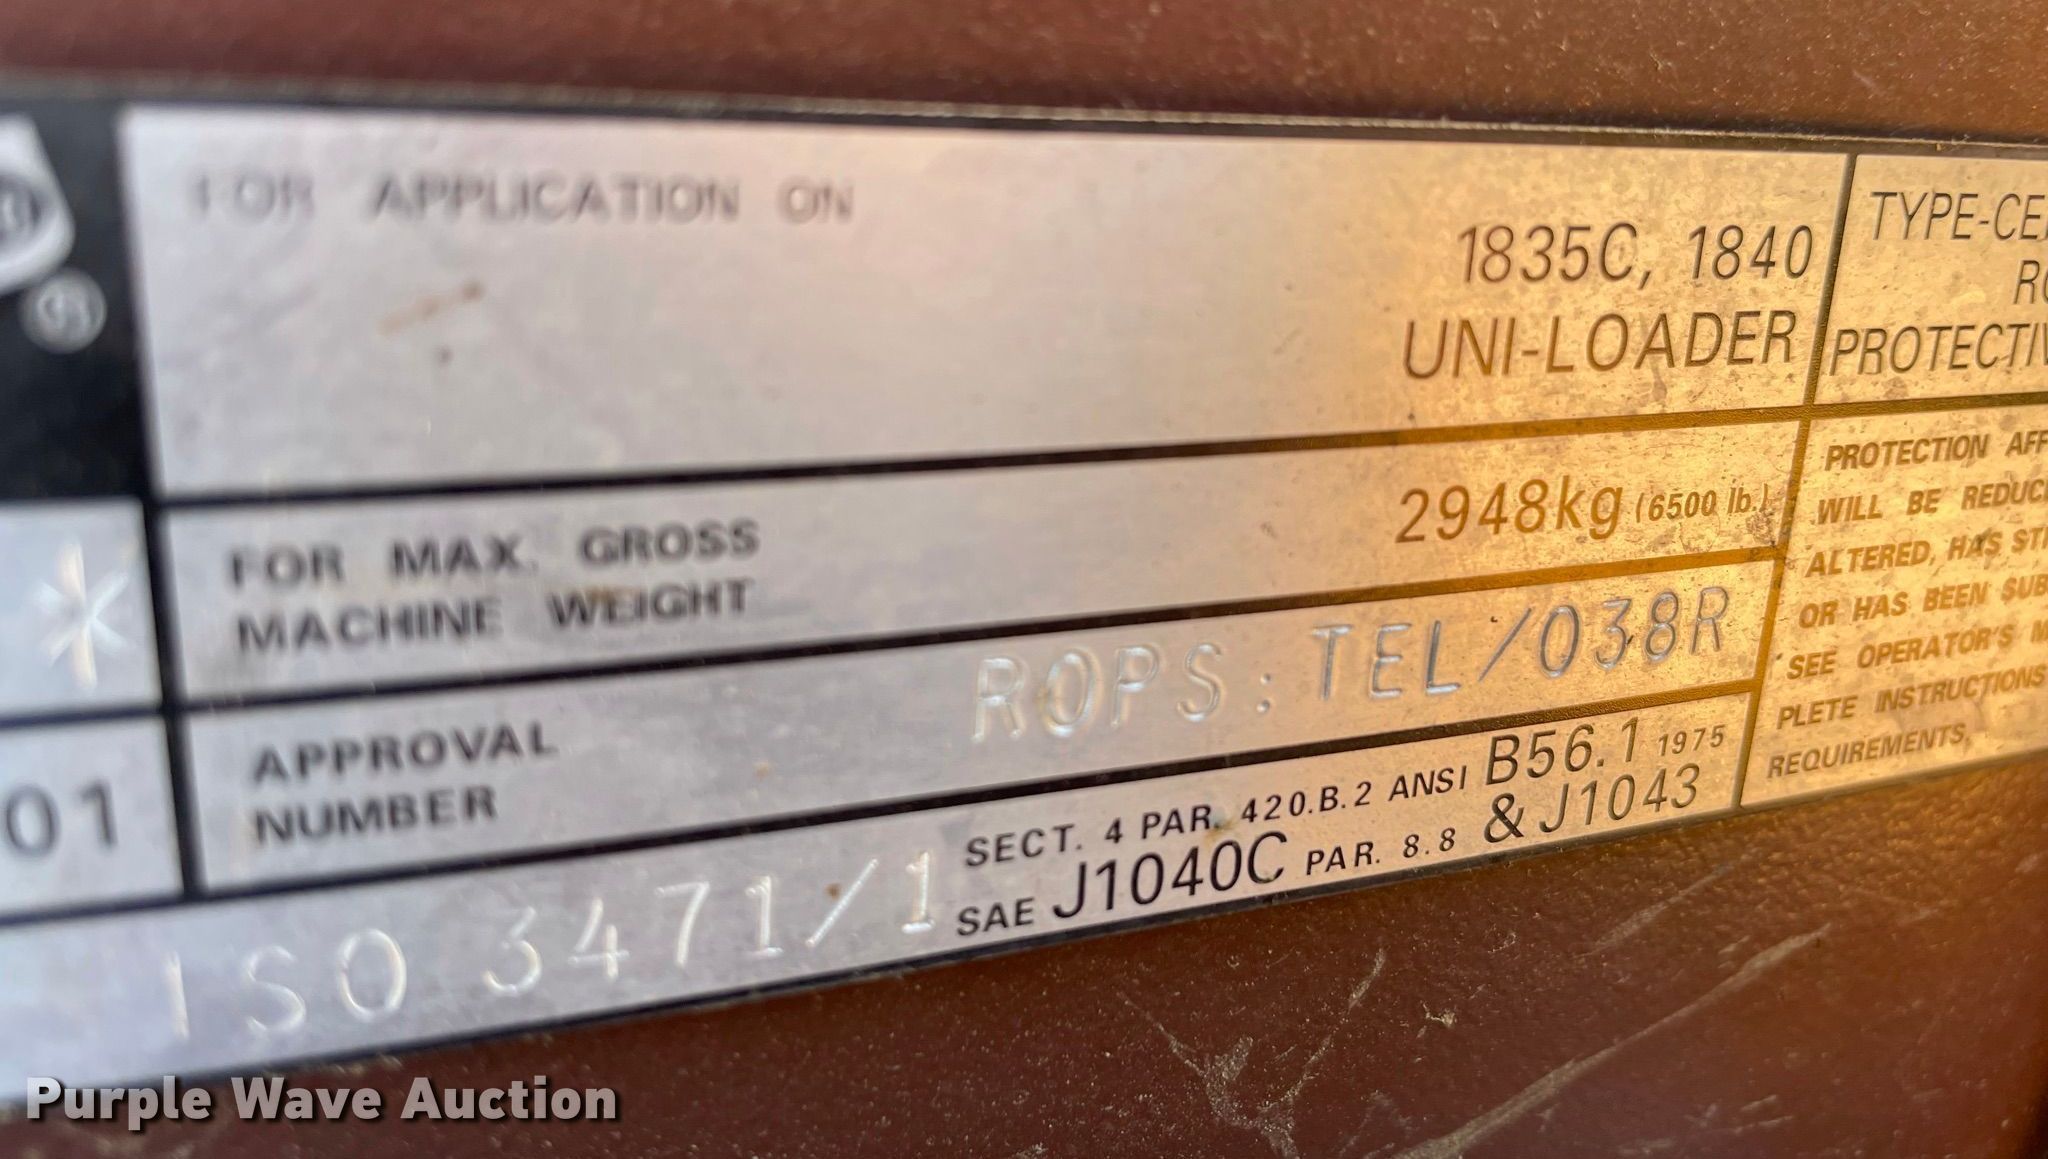 ®
FOR APPLICATION ON
1835C, 1840
UNI-LOADER
FOR MAX. GROSS
MACHINE WEIGHT
2948kg (6500 lb.)
APPROVAL
NUMBER
ROPS: TEL/038R
*
01
ISO 3471/1
SECT. 4 PAR. 420.B.2 ANSI B56.1 1975
SAE J1040C PAR. 8.8 & J1043
TYPE-CE
RO
PROTECTIV
PROTECTION AFF
WILL BE REDUC
ALTERED, HAS ST
OR HAS BEEN SUB
SEE OPERATOR'S M
PLETE INSTRUCTIONS
REQUIREMENTS,
Purple Wave Auction